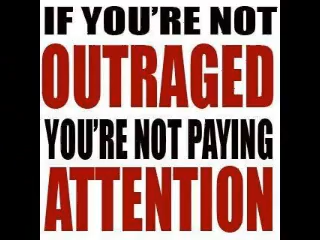 IF YOU'RE NOT
OUTRAGED
YOU'RE NOT PAYING
ATTENTION